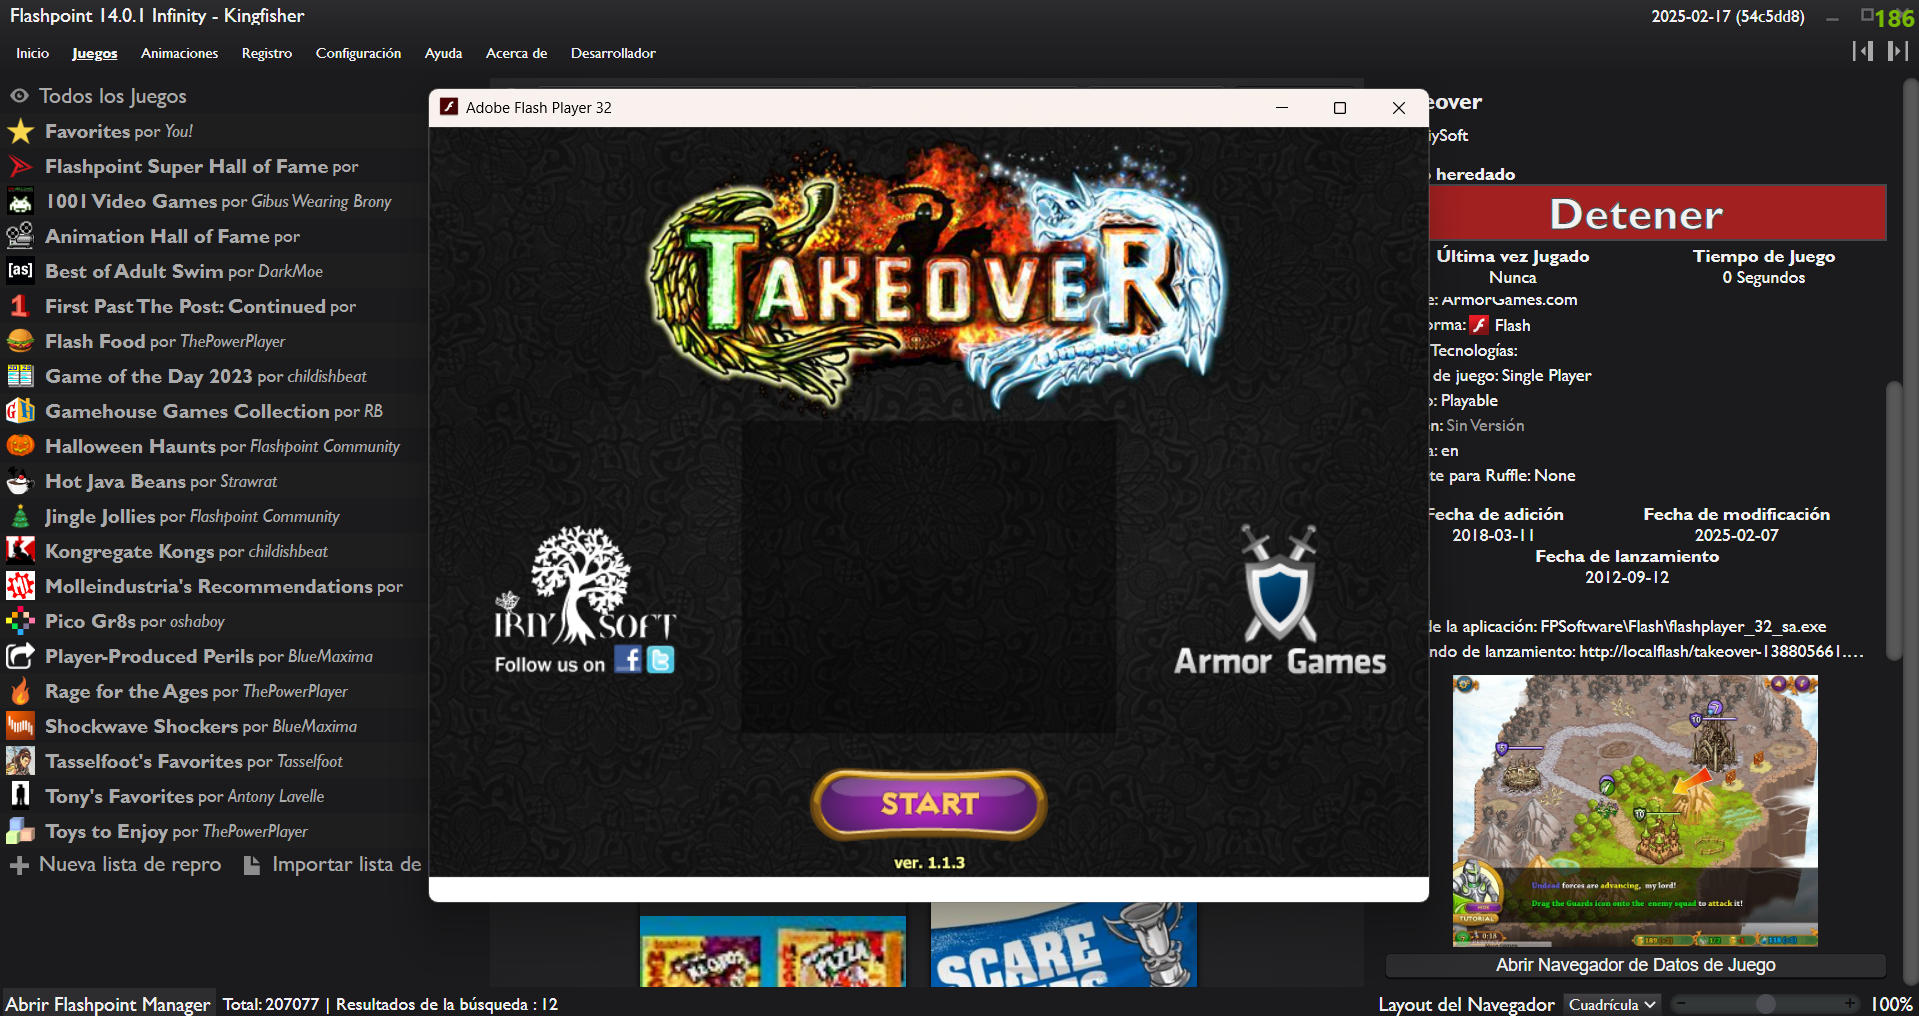 Flashpoint 14.0.1 Infinity - Kingfisher
2025-02-17 (54c5dd8)
186
Inicio Juegos Animaciones Registro Configuración Ayuda Acerca de Desarrollador
Todos los Juegos
Favorites por You!
Flashpoint Super Hall of Fame por
1001 Video Games por Gibus Wearing Brony
Animation Hall of Fame por
[as] Best of Adult Swim por DarkMoe
First Past The Post: Continued por
Flash Food por ThePowerPlayer
Game of the Day 2023 por childishbeat
Gamehouse Games Collection por RB
Halloween Haunts por Flashpoint Community
Hot Java Beans por Strawrat
Jingle Jollies por Flashpoint Community
Kongregate Kongs por childishbeat
Molleindustria's Recommendations por
Pico Gr8s por oshaboy
Player-Produced Perils por BlueMaxima
Rage for the Ages por ThePowerPlayer
Shockwave Shockers por BlueMaxima
Tasselfoot's Favorites por Tasselfoot
Tony's Favorites por Antony Lavelle
Toys to Enjoy por ThePowerPlayer
Nueva lista de repro Importar lista de
Adobe Flash Player 32
TAKEOVER
IRIYSOFT
Follow us on
Armor Games
START
ver. 1.1.3
PIZZA
SCARE
eover
iySoft
heredado
Detener
Última vez Jugado Tiempo de Juego
Nunca 0 Segundos
e: ArmorGames.com
orma: Flash
Tecnologías:
de juego: Single Player
o: Playable
n: Sin Versión
a: en
te para Ruffle: None
Fecha de adición Fecha de modificación
2018-03-11 2025-02-07
Fecha de lanzamiento
2012-09-12
de la aplicación: FPSoftware\Flash\flashplayer_32_sa.exe
ndo de lanzamiento: http://localflash/takeover-138805661....
Undead forces are advancing, my lord!
Drag the Guards icon onto the enemy squad to attack it!
TUTORIAL
0:18
Abrir Navegador de Datos de Juego
Abrir Flashpoint Manager Total: 207077 | Resultados de la búsqueda : 12
Layout del Navegador Cuadrícula 100%